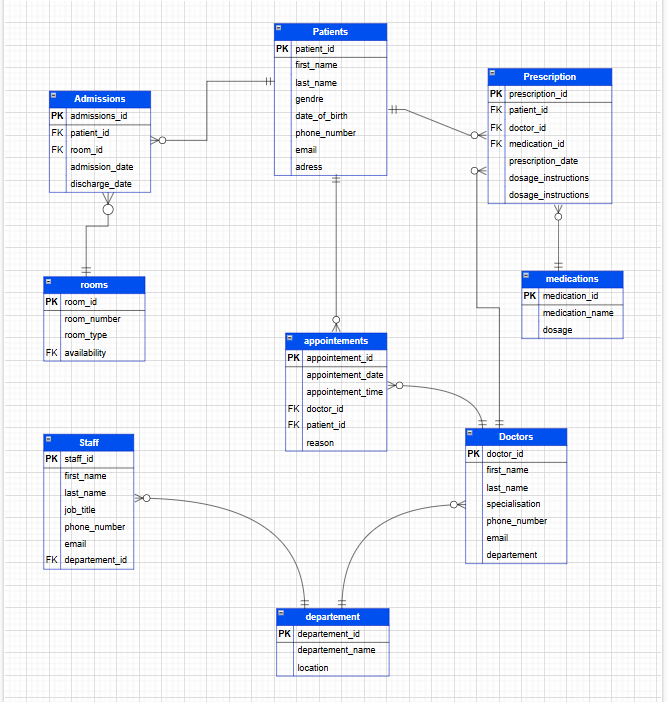 Patients
PK patient_id
first_name
last_name
gendre
date_of_birth
phone_number
email
adress
Prescription
PK prescription_id
FK patient_id
FK doctor_id
FK medication_id
prescription_date
dosage_instructions
dosage_instructions
Admissions
PK admissions_id
FK patient_id
FK room_id
admission_date
discharge_date
rooms
PK room_id
room_number
room_type
FK availability
medications
PK medication_id
medication_name
dosage
appointements
PK appointement_id
appointement_date
appointement_time
FK doctor_id
FK patient_id
reason
Staff
PK staff_id
first_name
last_name
job_title
phone_number
email
FK departement_id
Doctors
PK doctor_id
first_name
last_name
specialisation
phone_number
email
departement
departement
PK departement_id
departement_name
location